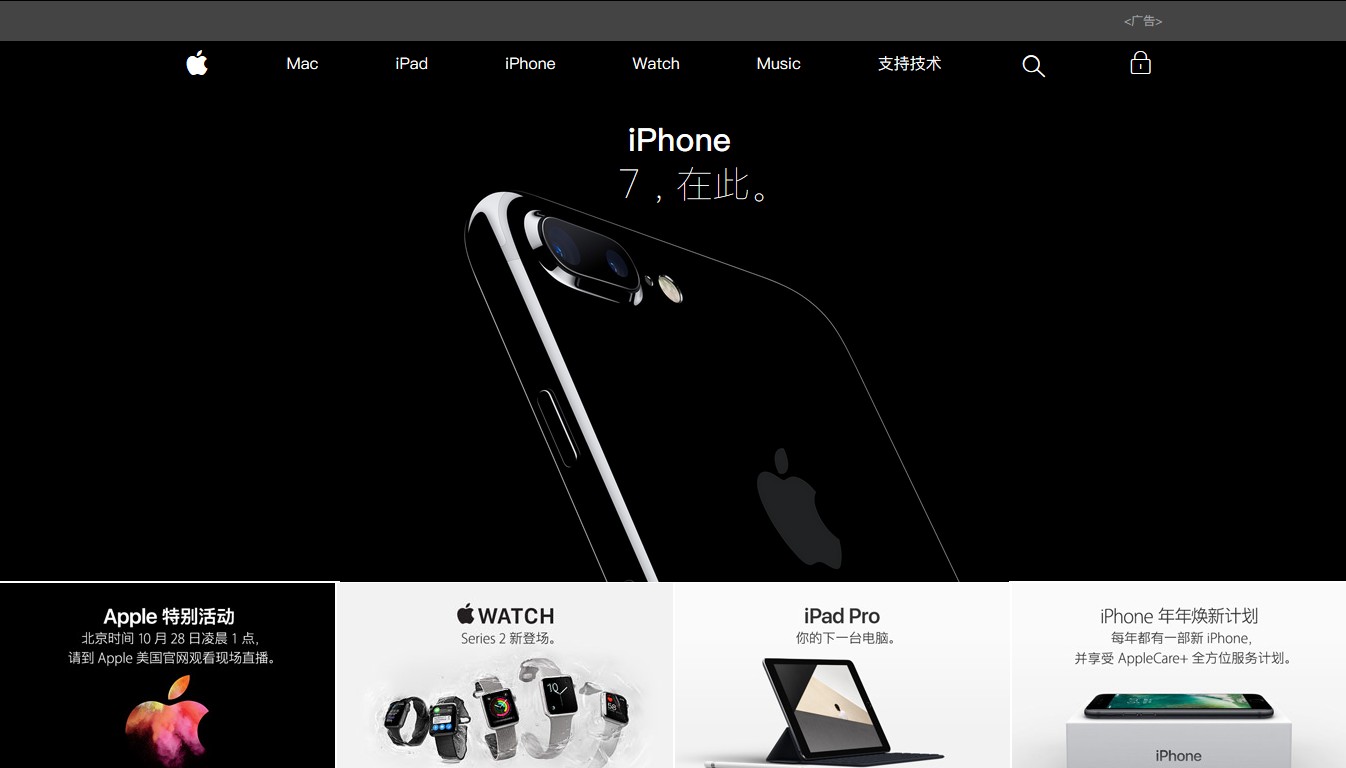 <广告>
Mac iPad iPhone Watch Music 支持技术
iPhone
7，在此。
Apple 特别活动
北京时间 10 月 28 日凌晨 1 点，
请到 Apple 美国官网观看现场直播。
WATCH
Series 2 新登场。
iPad Pro
你的下一台电脑。
iPhone 年年焕新计划
每年都有一部新 iPhone，
并享受 AppleCare+ 全方位服务计划。
iPhone